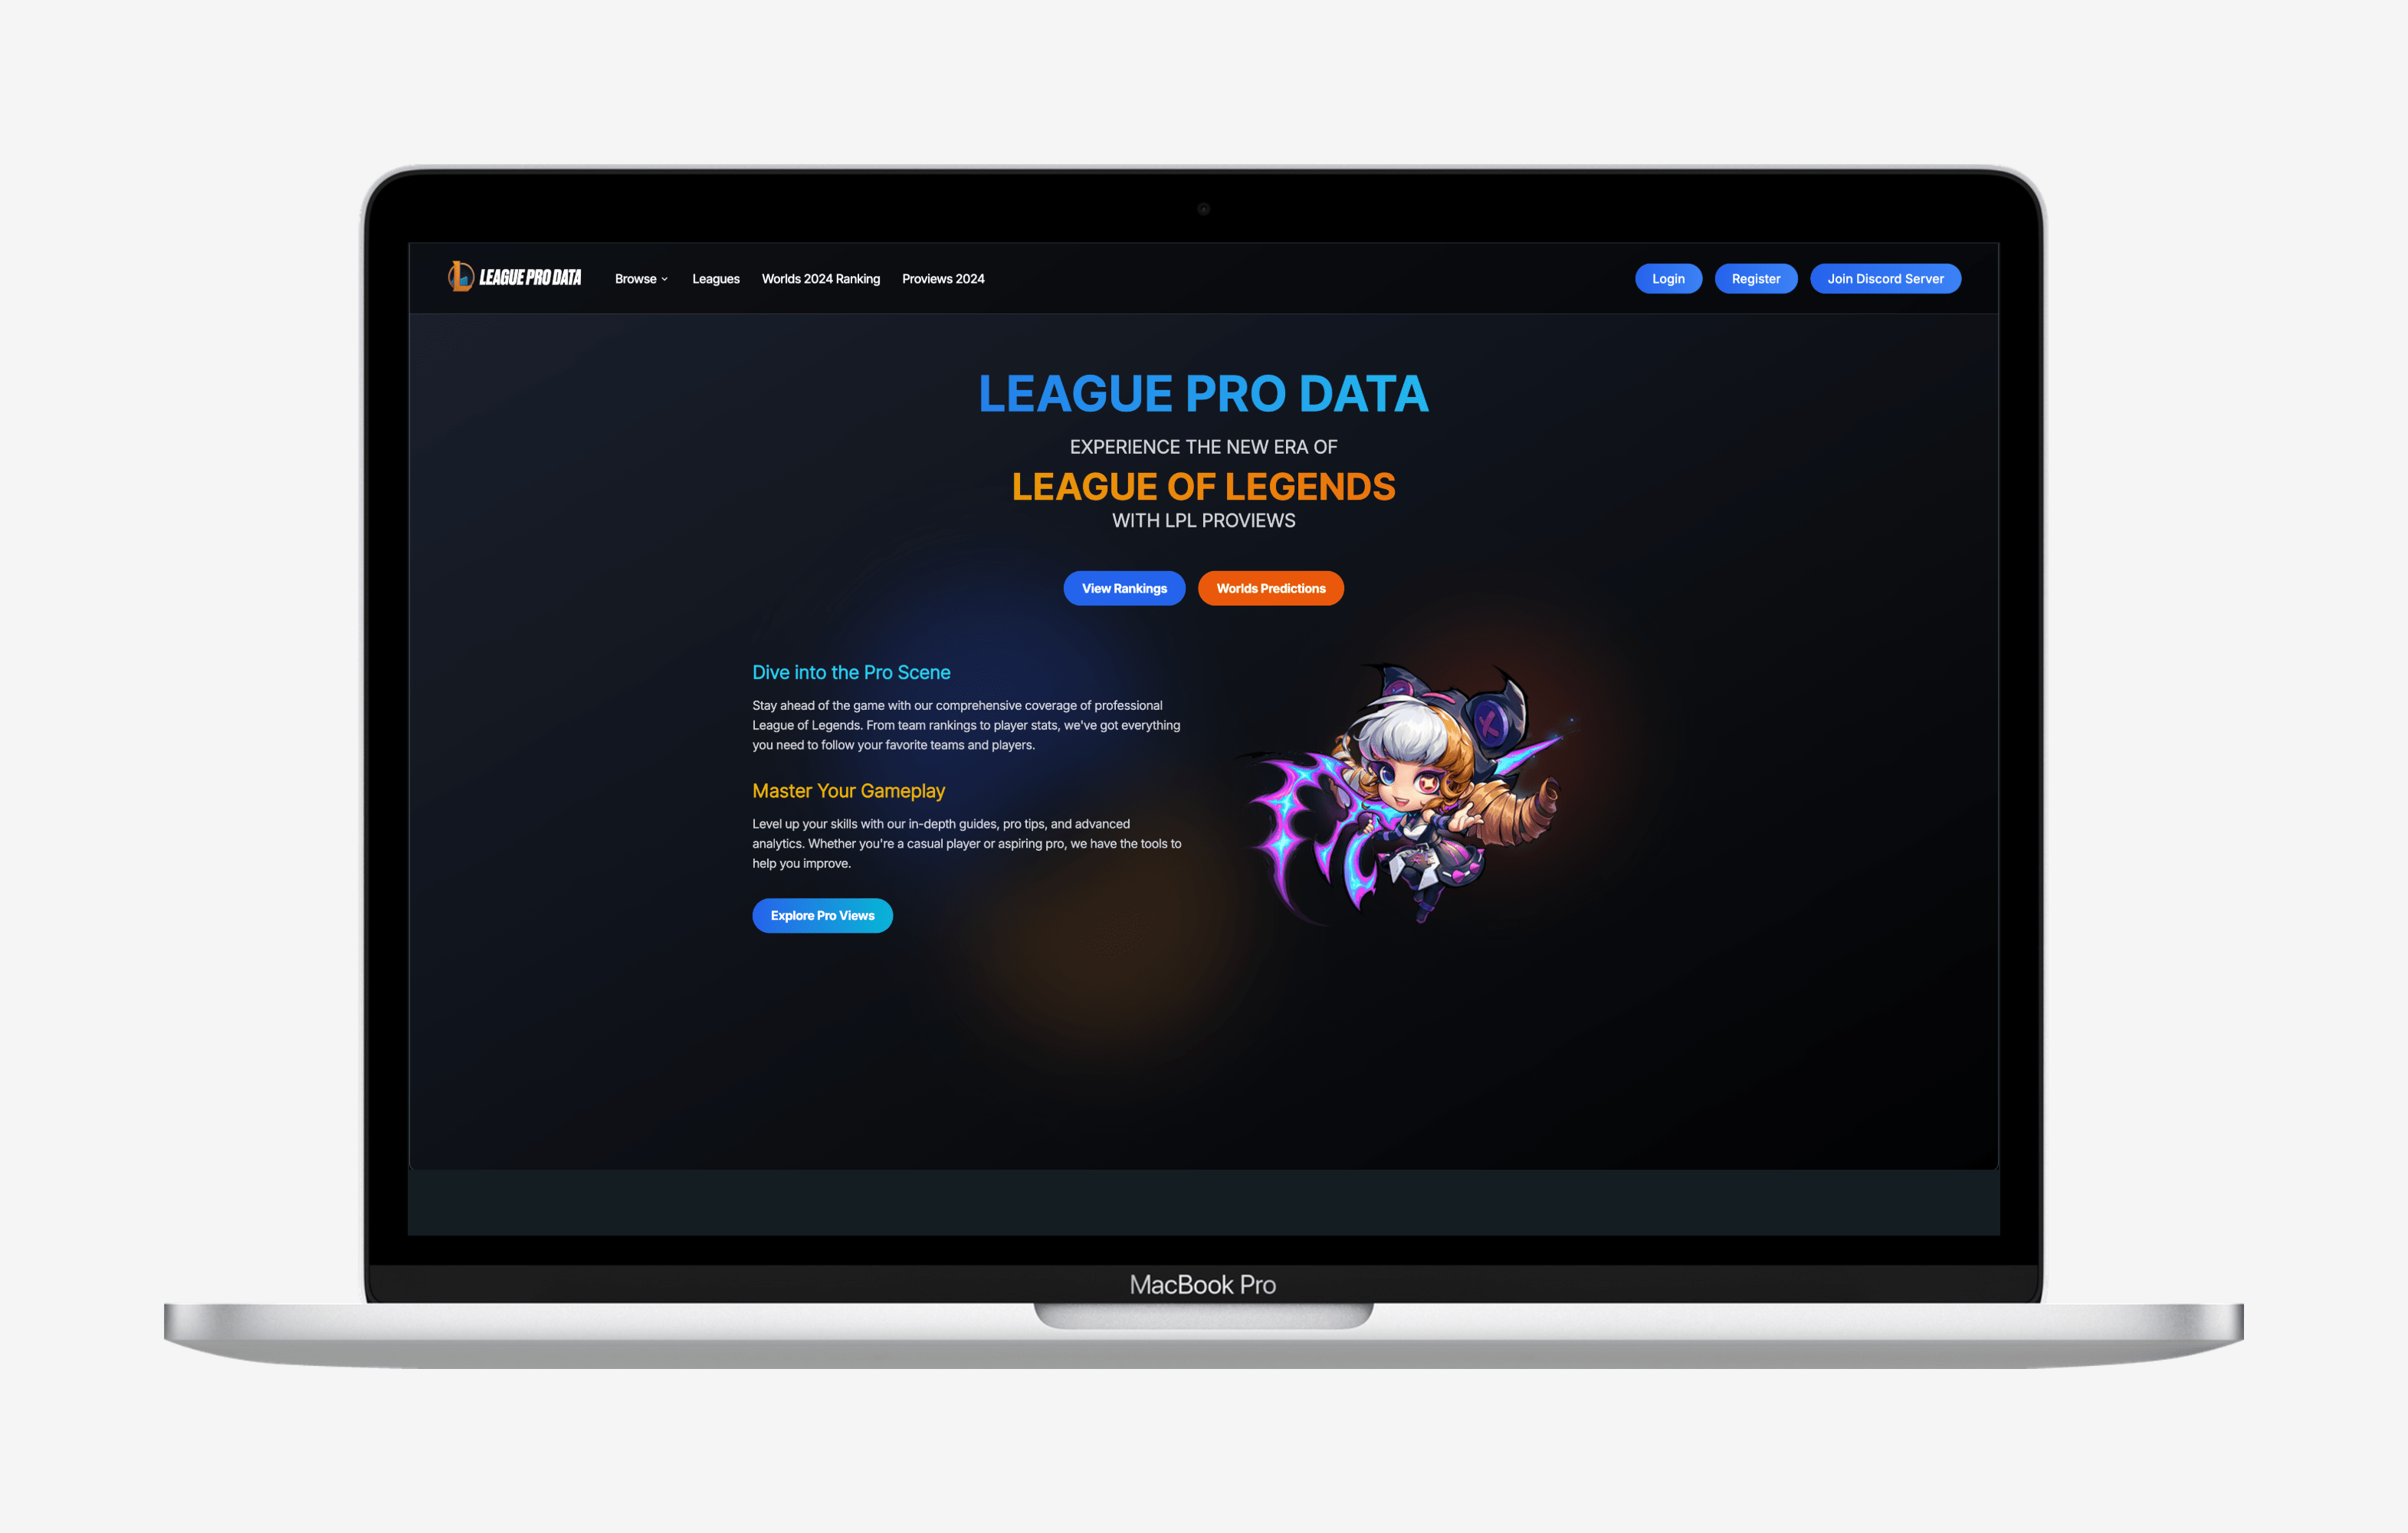 LEAGUE PRO DATA
Browse
Leagues
Worlds 2024 Ranking
Proviews 2024
Login
Register
Join Discord Server
LEAGUE PRO DATA
EXPERIENCE THE NEW ERA OF
LEAGUE OF LEGENDS
WITH LPL PROVIEWS
View Rankings
Worlds Predictions
Dive into the Pro Scene
Stay ahead of the game with our comprehensive coverage of professional
League of Legends. From team rankings to player stats, we've got everything
you need to follow your favorite teams and players.
Master Your Gameplay
Level up your skills with our in-depth guides, pro tips, and advanced
analytics. Whether you're a casual player or aspiring pro, we have the tools to
help you improve.
Explore Pro Views
MacBook Pro